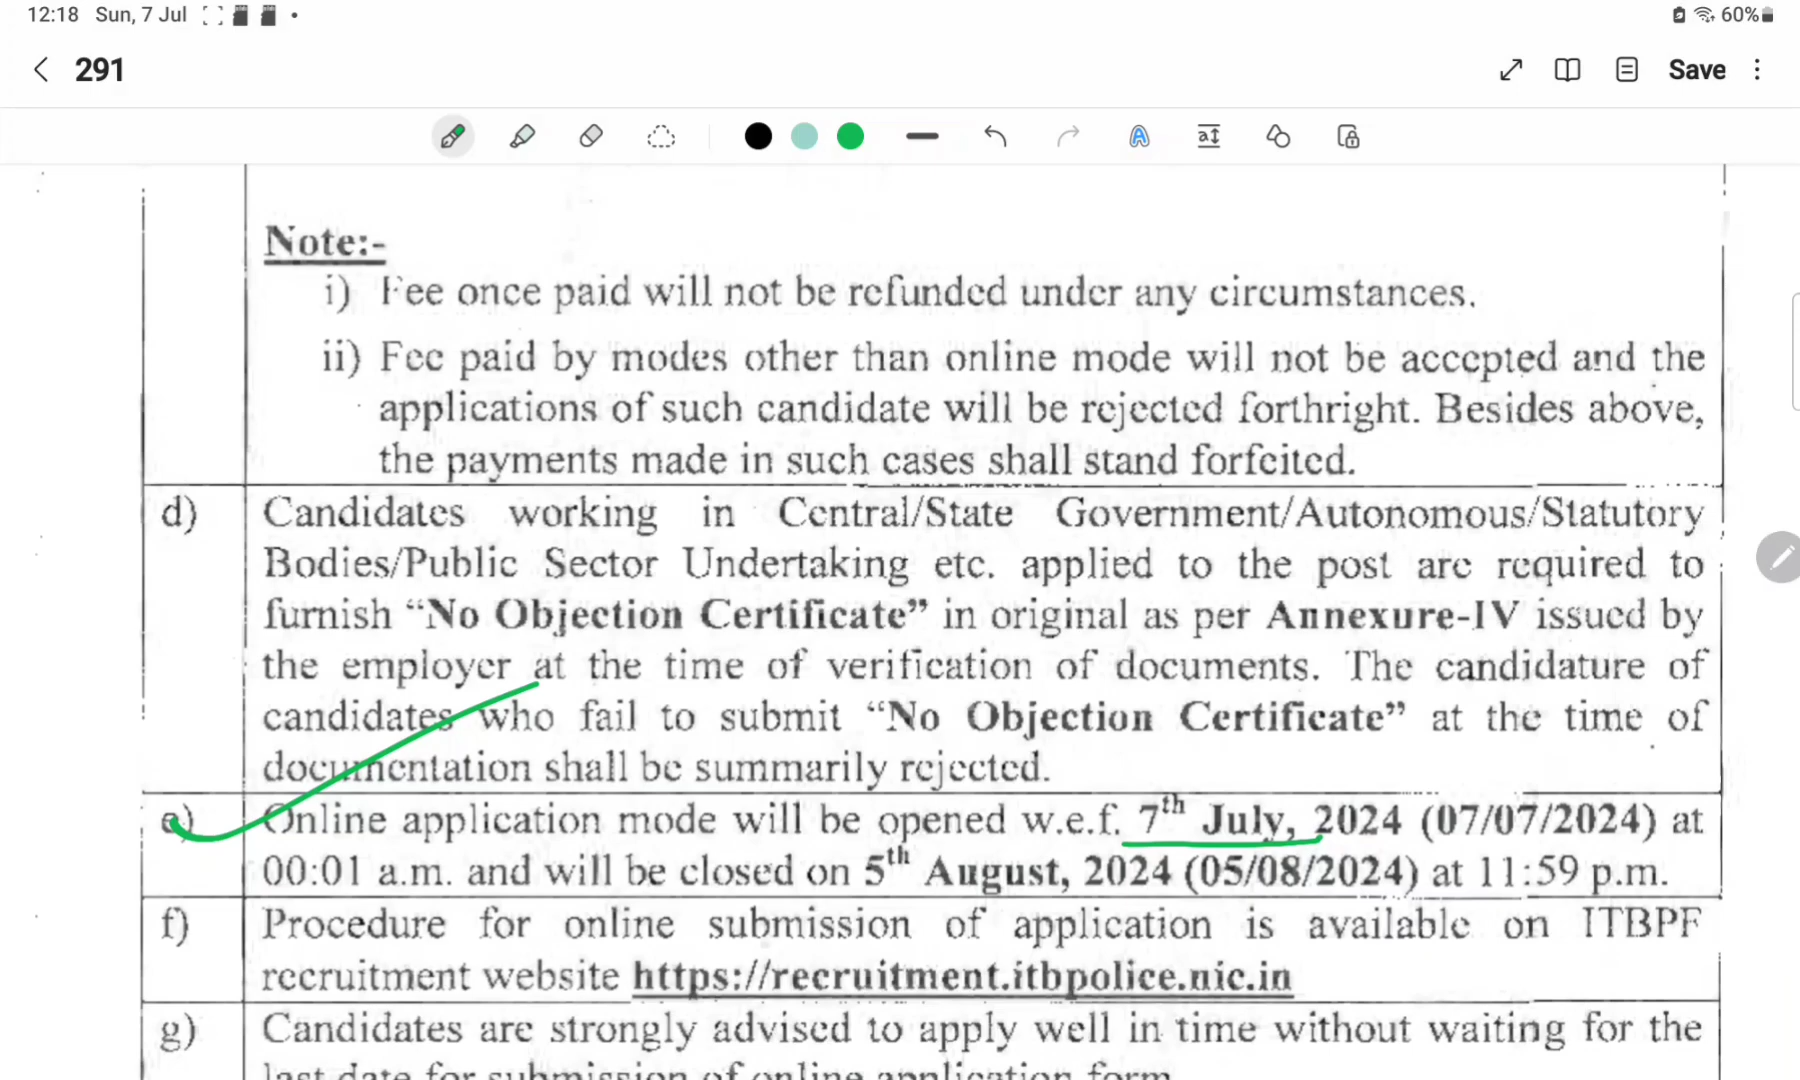 12:18 Sun, 7 Jul
60%
291
Save
Note:-
i) Fee once paid will not be refunded under any circumstances.
ii) Fee paid by modes other than online mode will not be accepted and the
applications of such candidate will be rejected forthright. Besides above,
the payments made in such cases shall stand forfeited.
d) Candidates working in Central/State Government/Autonomous/Statutory
Bodies/Public Sector Undertaking etc. applied to the post are required to
furnish “No Objection Certificate” in original as per Annexure-IV issued by
the employer at the time of verification of documents. The candidature of
candidates who fail to submit “No Objection Certificate” at the time of
documentation shall be summarily rejected.
e) Online application mode will be opened w.e.f. 7th July, 2024 (07/07/2024) at
00:01 a.m. and will be closed on 5th August, 2024 (05/08/2024) at 11:59 p.m.
f) Procedure for online submission of application is available on ITBPF
recruitment website https://recruitment.itbpolice.nic.in
g) Candidates are strongly advised to apply well in time without waiting for the
last date for submission of online application form